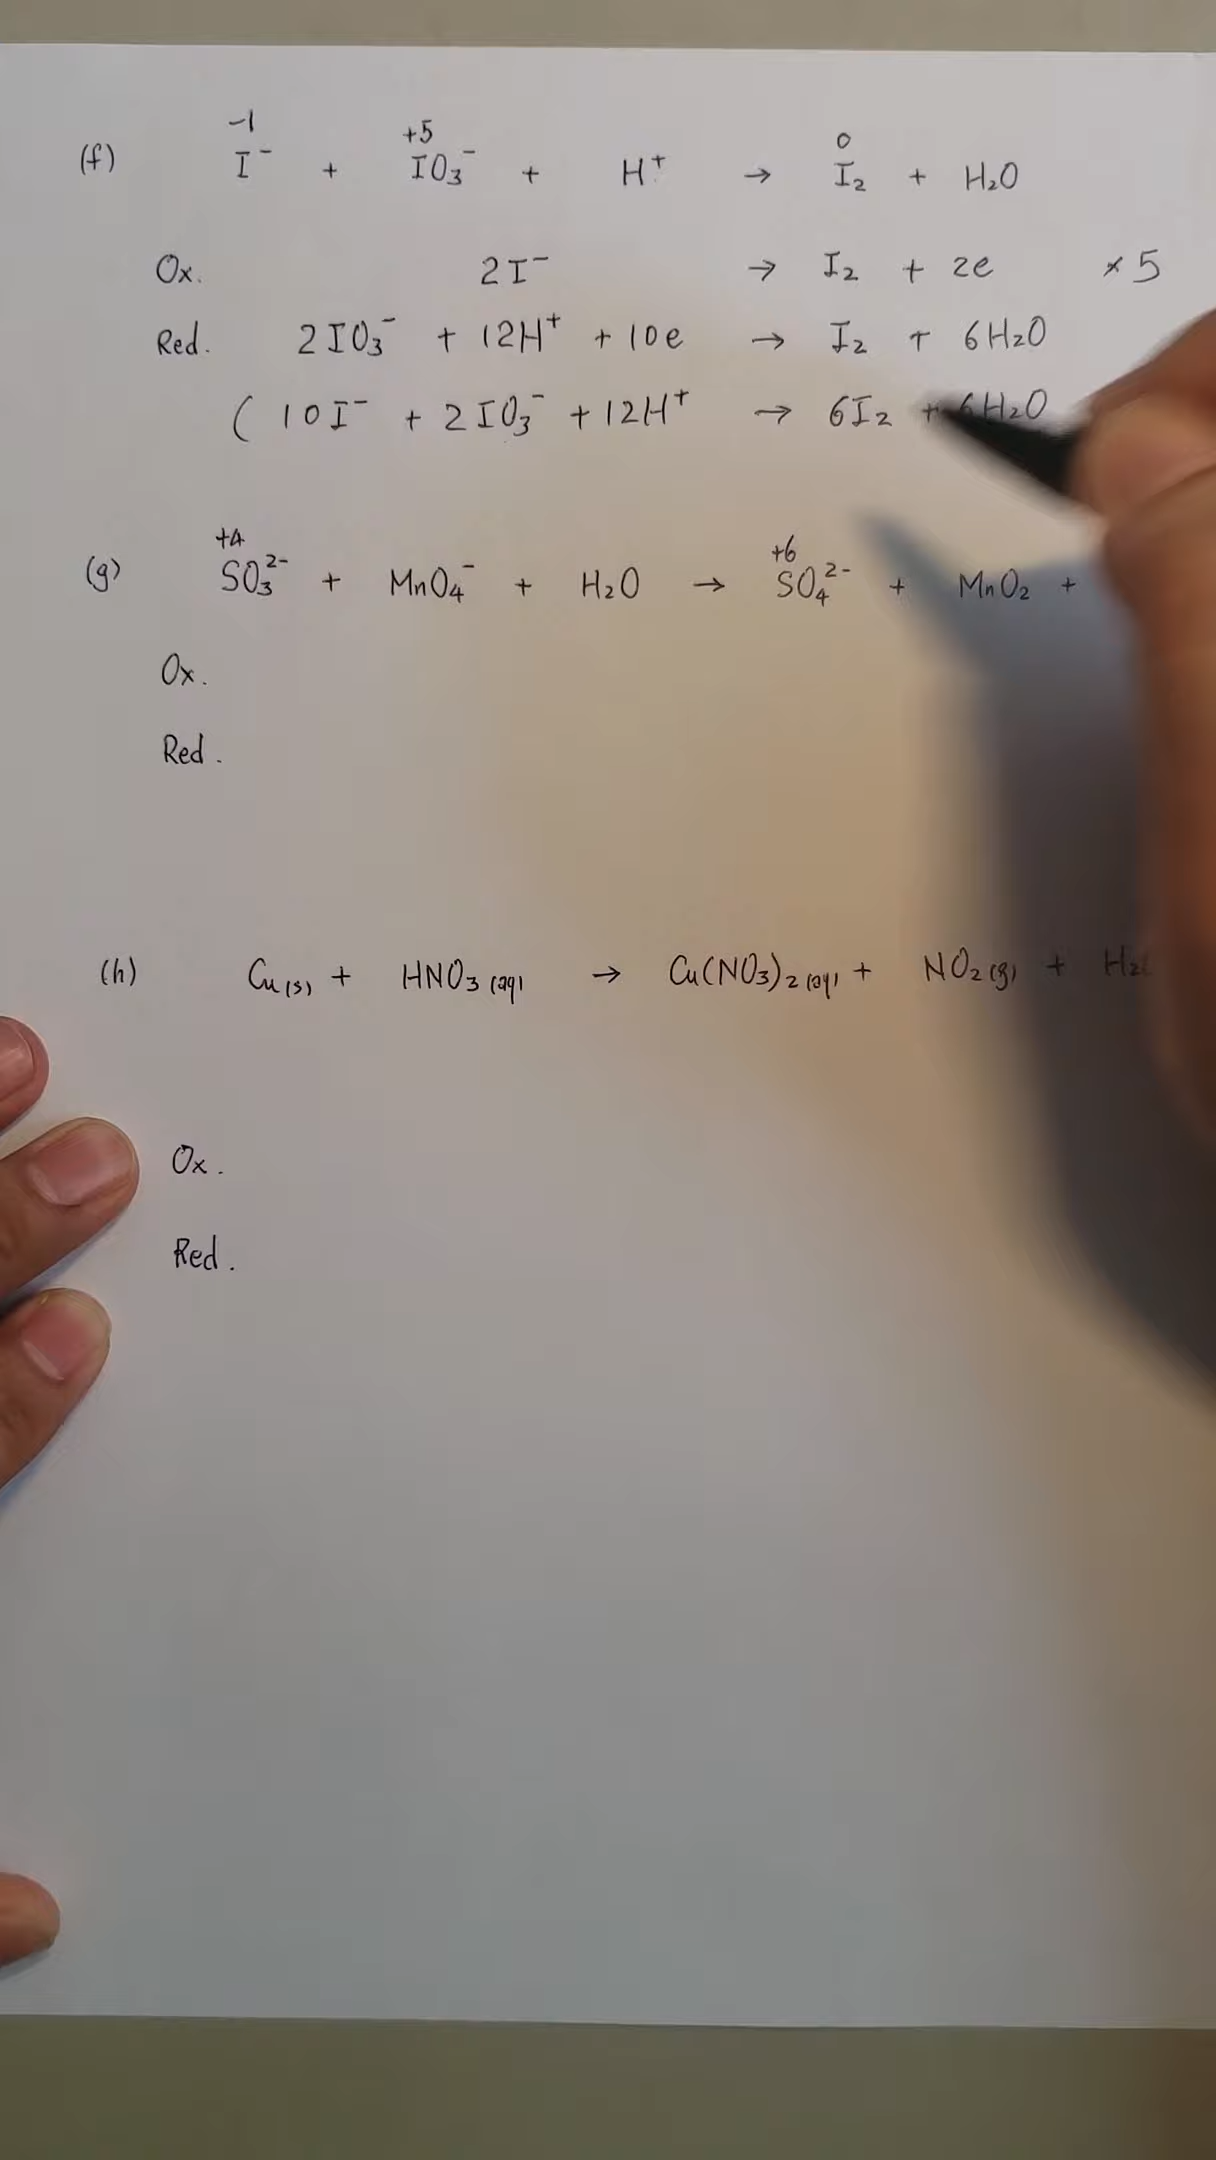 -1 +5 0
(f) I⁻ + IO₃⁻ + H⁺ → I₂ + H₂O
Ox. 2I⁻ → I₂ + 2e ×5
Red. 2IO₃⁻ + 12H⁺ + 10e → I₂ + 6H₂O
( 10I⁻ + 2IO₃⁻ + 12H⁺ → 6I₂ + 6H₂O
+4 +6
(g) SO₃²⁻ + MnO₄⁻ + H₂O → SO₄²⁻ + MnO₂ +
Ox.
Red.
(h) Cu(s) + HNO₃(aq) → Cu(NO₃)₂(aq) + NO₂(g) +
Ox.
Red.